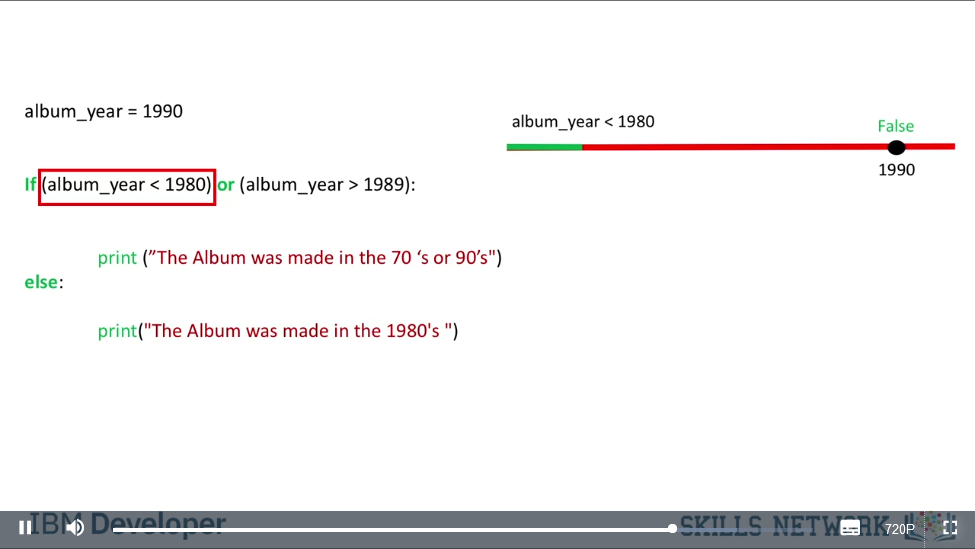 album_year = 1990
album_year < 1980
False
1990
If (album_year < 1980) or (album_year > 1989):
print (”The Album was made in the 70 ‘s or 90’s")
else:
print("The Album was made in the 1980's ")
IBM Developer
SKILLS NETWORK
720P